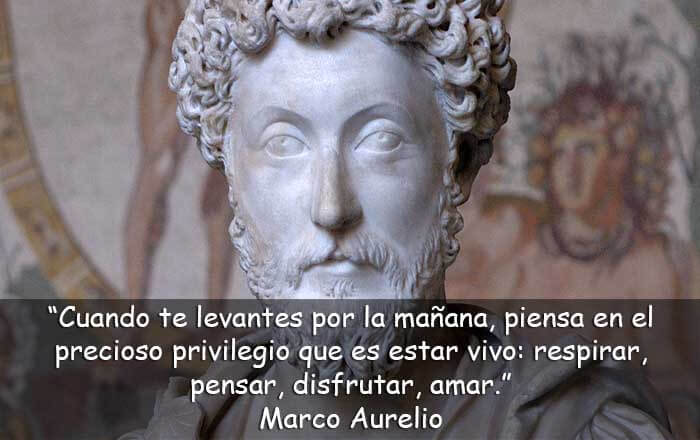 “Cuando te levantes por la mañana, piensa en el
precioso privilegio que es estar vivo: respirar,
pensar, disfrutar, amar.”
Marco Aurelio